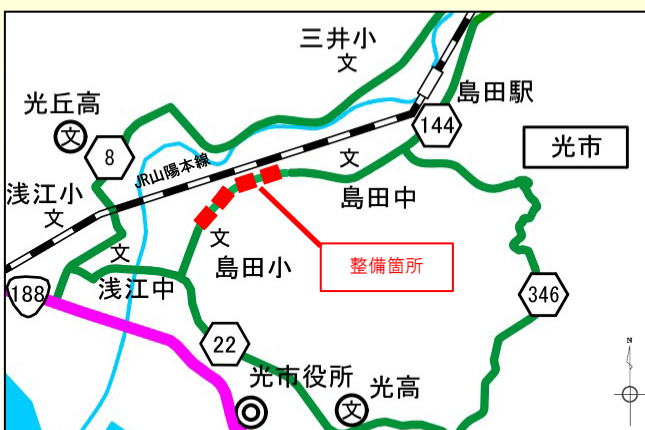 三井小
文
光丘高
文
島田駅
144
8
光市
JR山陽本線
文
浅江小
文
島田中
文
文
島田小
整備箇所
浅江中
188
346
22
N
光市役所
光高
文